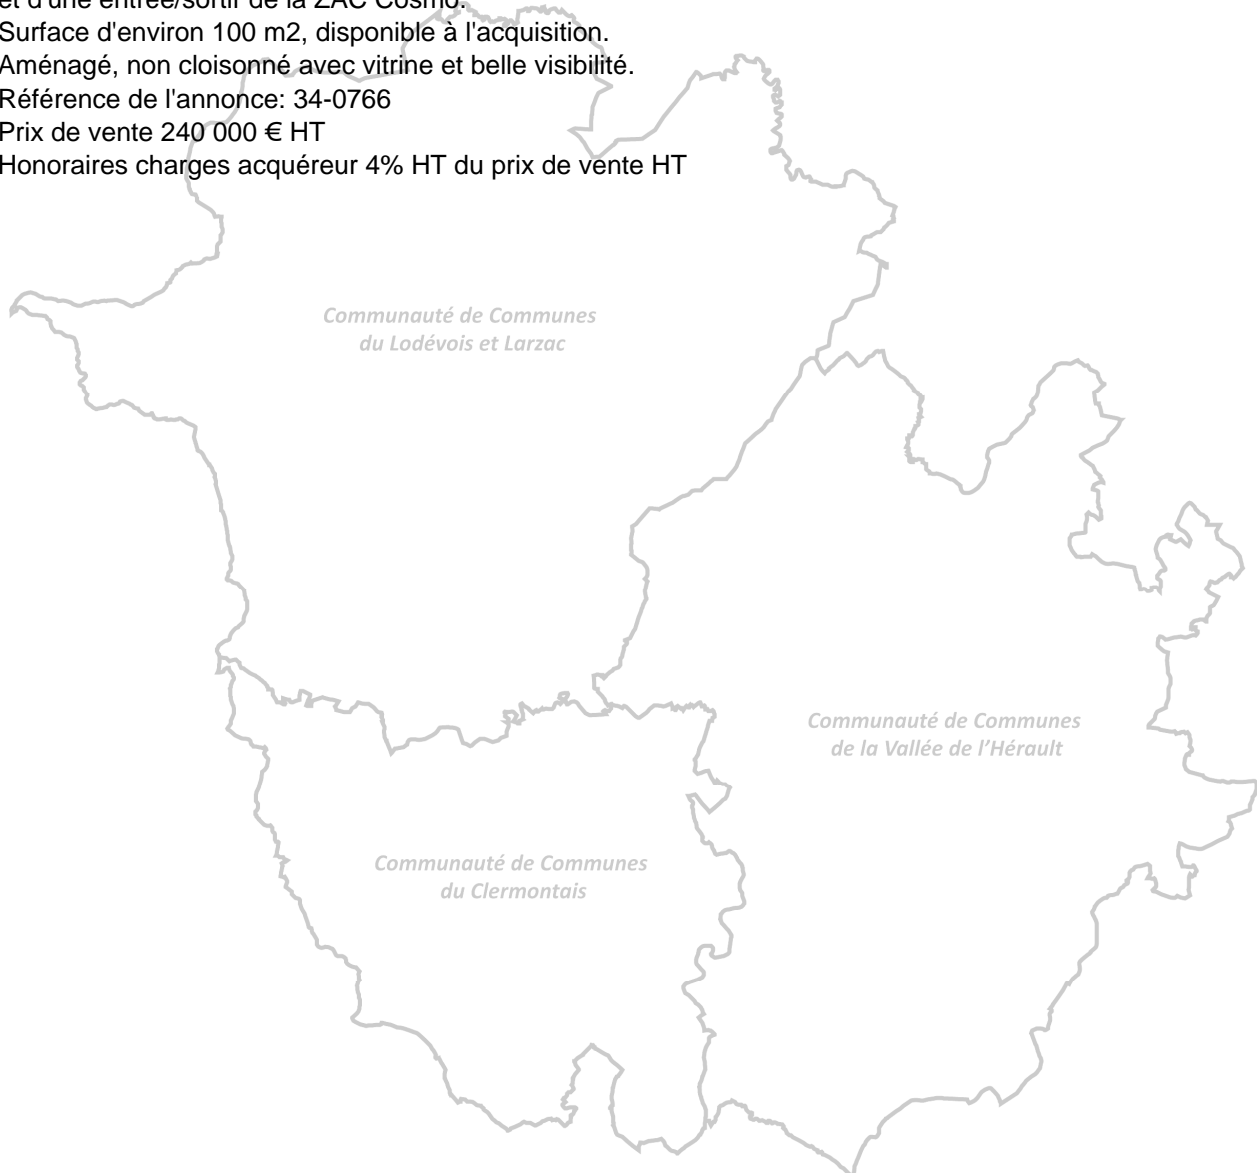 et d'une entrée/sortir de la ZAC Cosmo.
Surface d'environ 100 m2, disponible à l'acquisition.
Aménagé, non cloisonné avec vitrine et belle visibilité.
Référence de l'annonce: 34-0766
Prix de vente 240 000 € HT
Honoraires charges acquéreur 4% HT du prix de vente HT
Communauté de Communes
du Lodévois et Larzac
Communauté de Communes
de la Vallée de l'Hérault
Communauté de Communes
du Clermontais